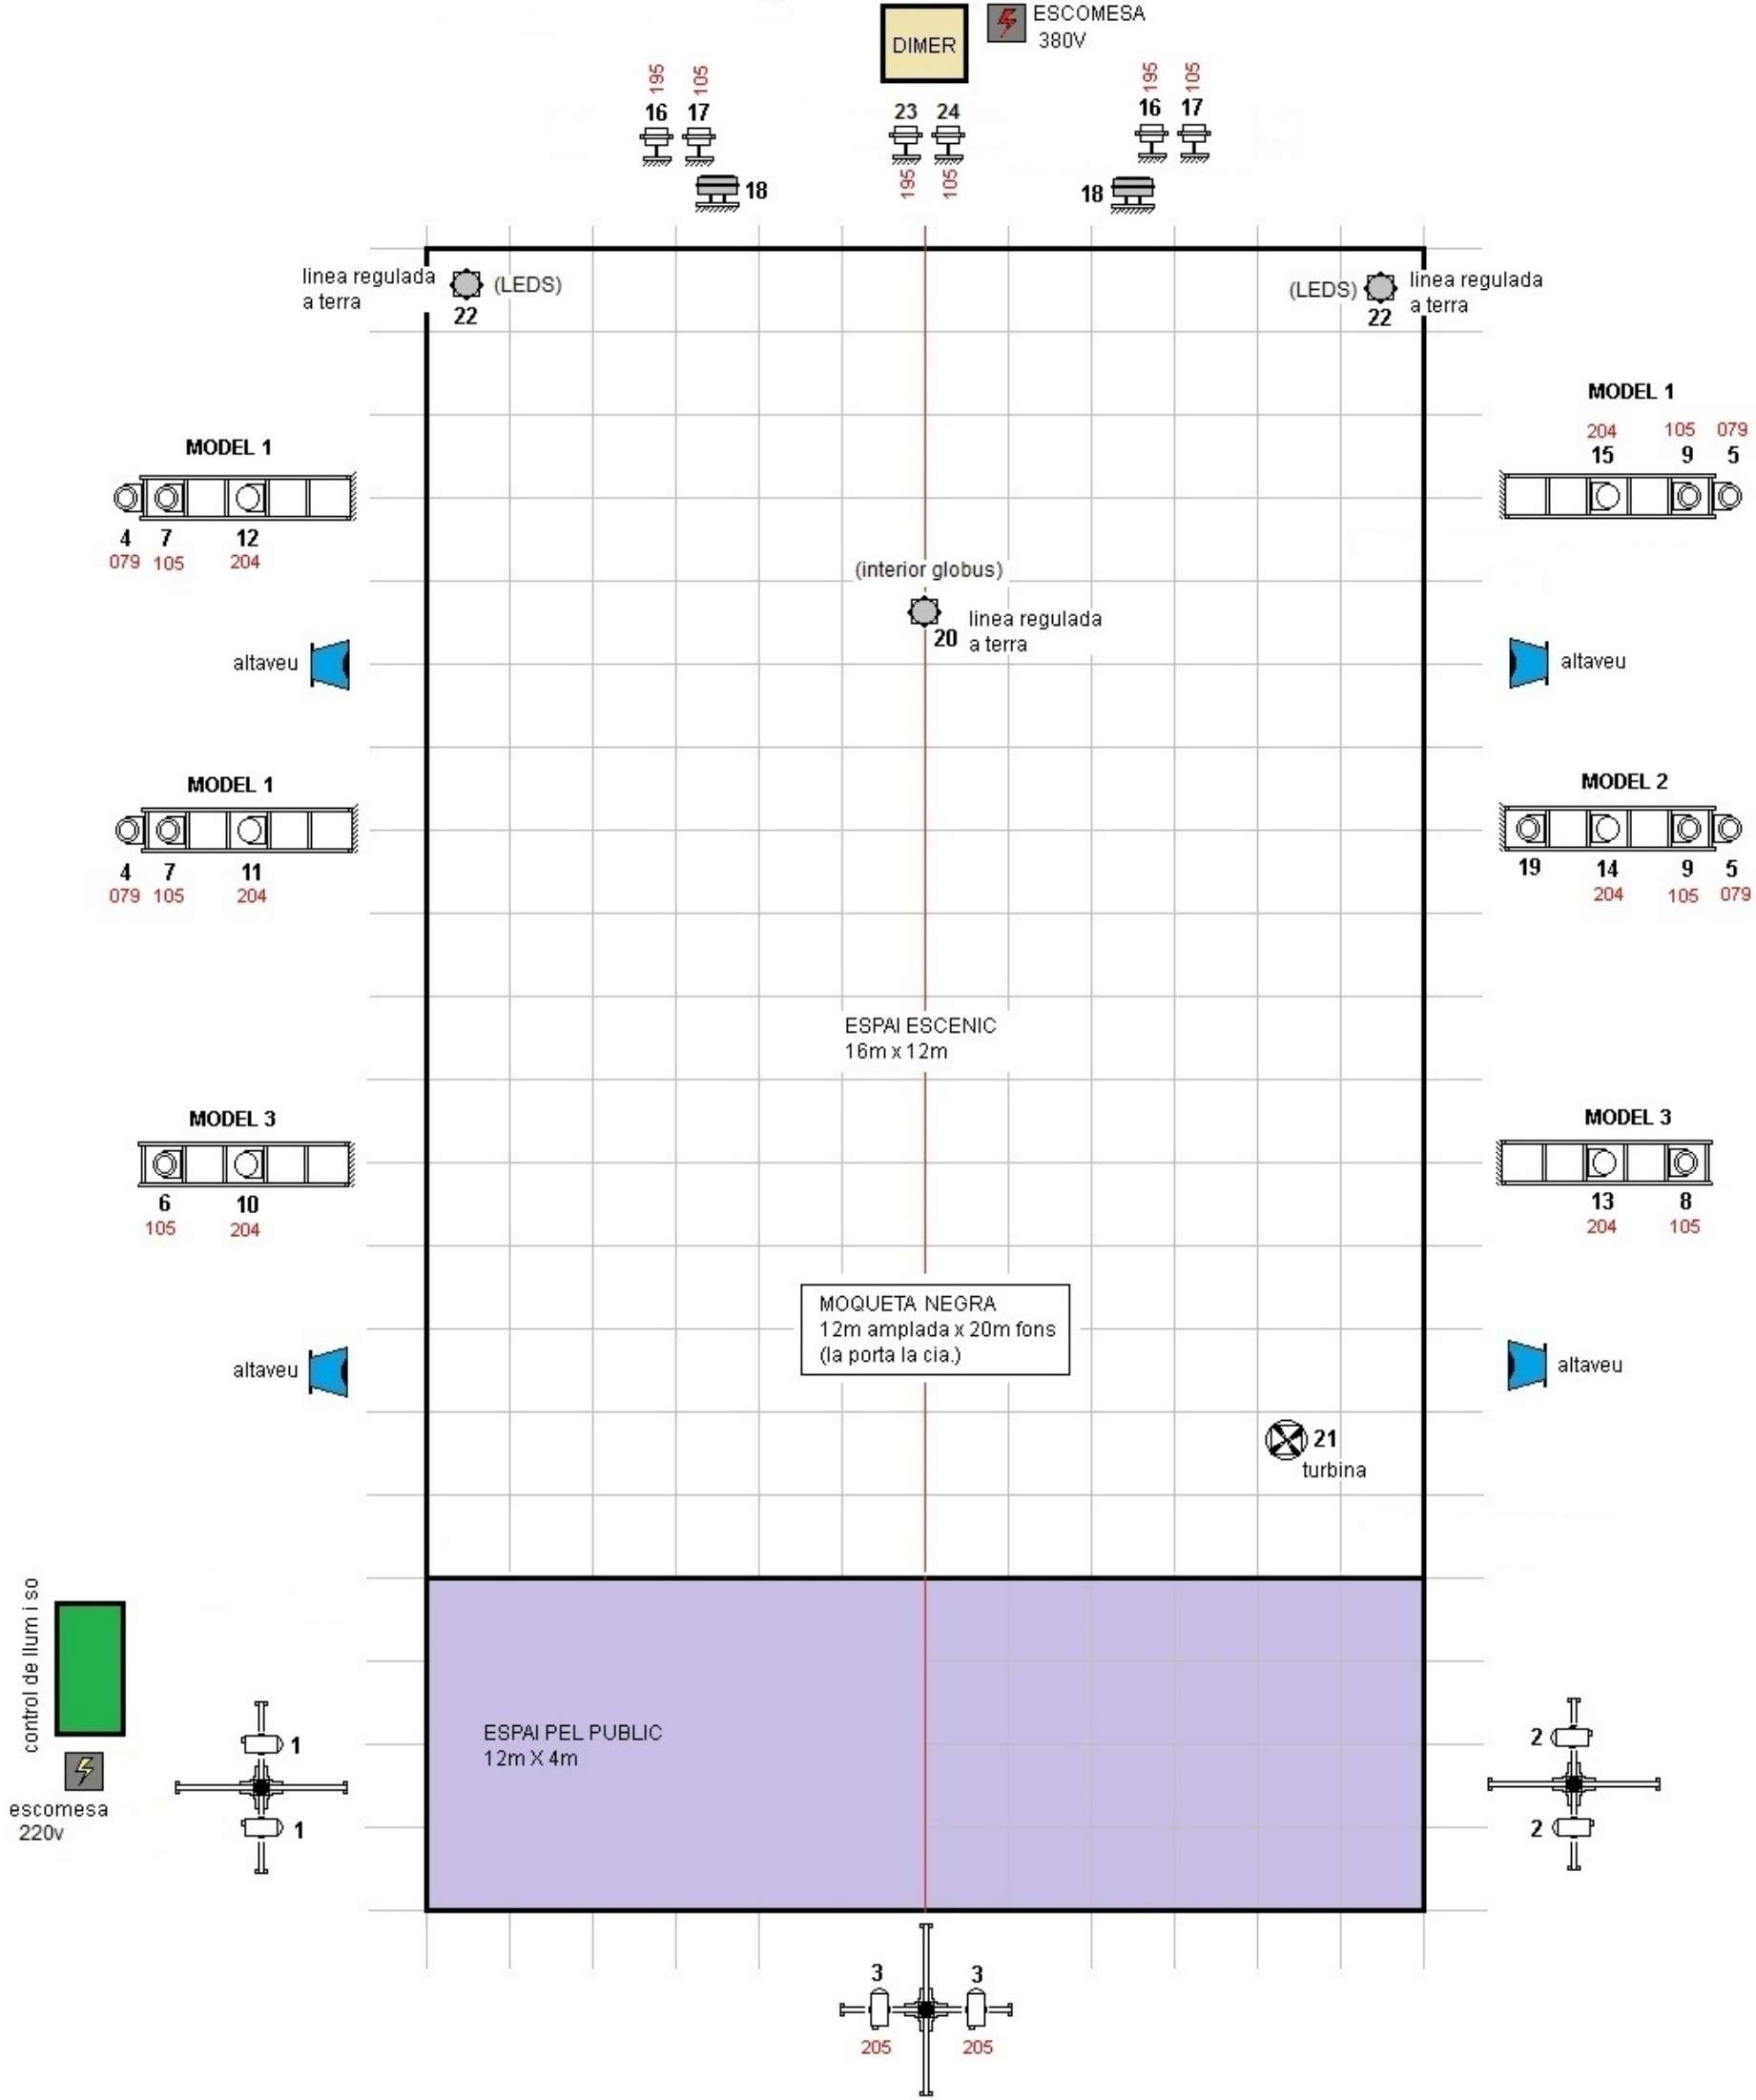 ESCOMESA
380V
DIMER
195 105
16 17
23 24
195 105
195 105
16 17
18
18
linea regulada
a terra
(LEDS)
22
(LEDS)
linea regulada
a terra
22
MODEL 1
4 7 12
079 105 204
MODEL 1
204 105 079
15 9 5
(interior globus)
20
linea regulada
a terra
altaveu
altaveu
MODEL 1
4 7 11
079 105 204
MODEL 2
19 14 9 5
204 105 079
ESPAI ESCENIC
16m x 12m
MODEL 3
6 10
105 204
MODEL 3
13 8
204 105
MOQUETA NEGRA
12m amplada x 20m fons
(la porta la cia.)
altaveu
altaveu
21
turbina
control de llum i so
escomesa
220v
1
1
ESPAI PEL PUBLIC
12m X 4m
2
2
3 3
205 205